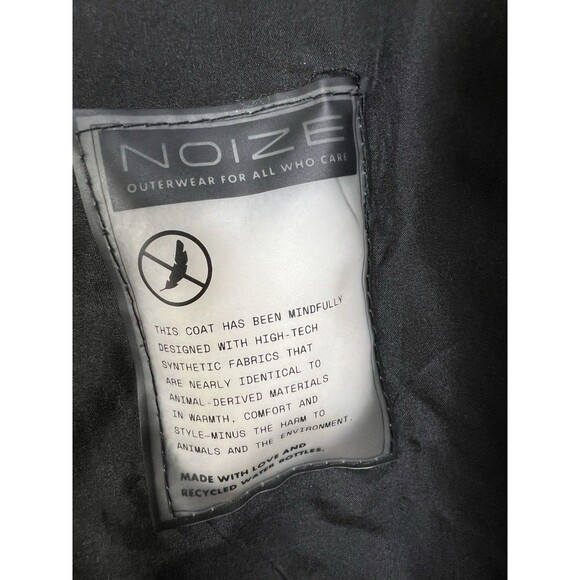 NOIZE
OUTERWEAR FOR ALL WHO CARE
THIS COAT HAS BEEN MINDFULLY
DESIGNED WITH HIGH-TECH
SYNTHETIC FABRICS THAT
ARE NEARLY IDENTICAL TO
ANIMAL-DERIVED MATERIALS
IN WARMTH, COMFORT AND
STYLE-MINUS THE HARM TO
ANIMALS AND THE ENVIRONMENT.
MADE WITH LOVE AND
RECYCLED WATER BOTTLES.